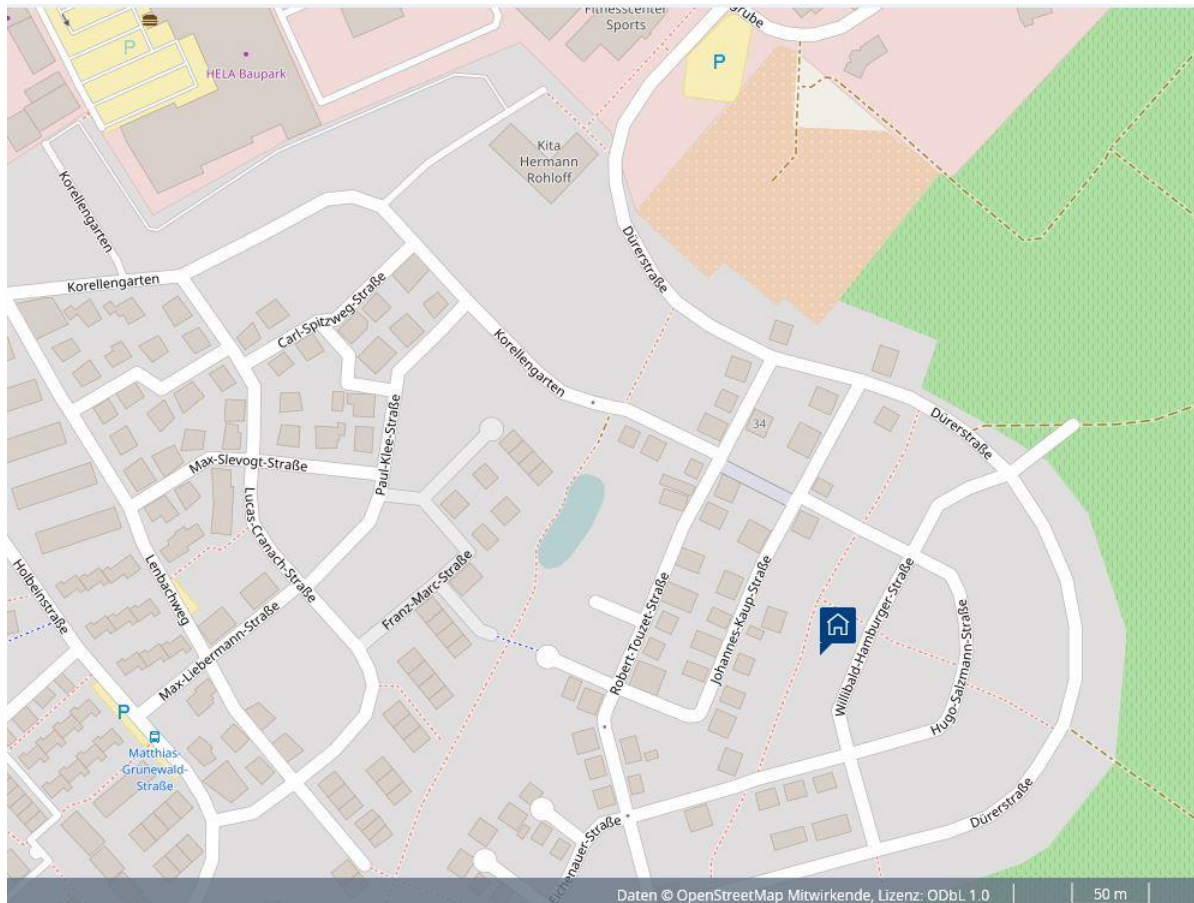 Fitnesscenter
Sports
grube
P
P
HELA Baupark
Kita
Hermann
Rohloff
Korellengarten
Dürerstraße
Korellengarten
Carl-Spitzweg-Straße
Korellengarten
34
Dürerstraße
Paul-Klee-Straße
Max-Slevogt-Straße
Lucas-Cranach-Straße
Lenbachweg
Holbeinstraße
Franz-Marc-Straße
Max-Liebermann-Straße
Robert-Touzet-Straße
Johannes-Kaup-Straße
Willibald-Hamburger-Straße
Hugo-Salzmann-Straße
P
Matthias-
Grünewald-
Straße
Dürerstraße
Eichenauer-Straße
Daten © OpenStreetMap Mitwirkende, Lizenz: ODbL 1.0
50 m